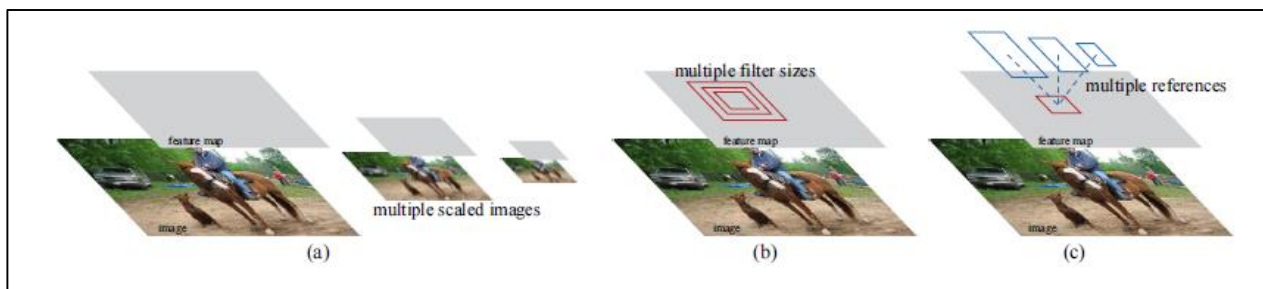 feature map
multiple scaled images
image
(a)
multiple filter sizes
feature map
image
(b)
multiple references
feature map
image
(c)